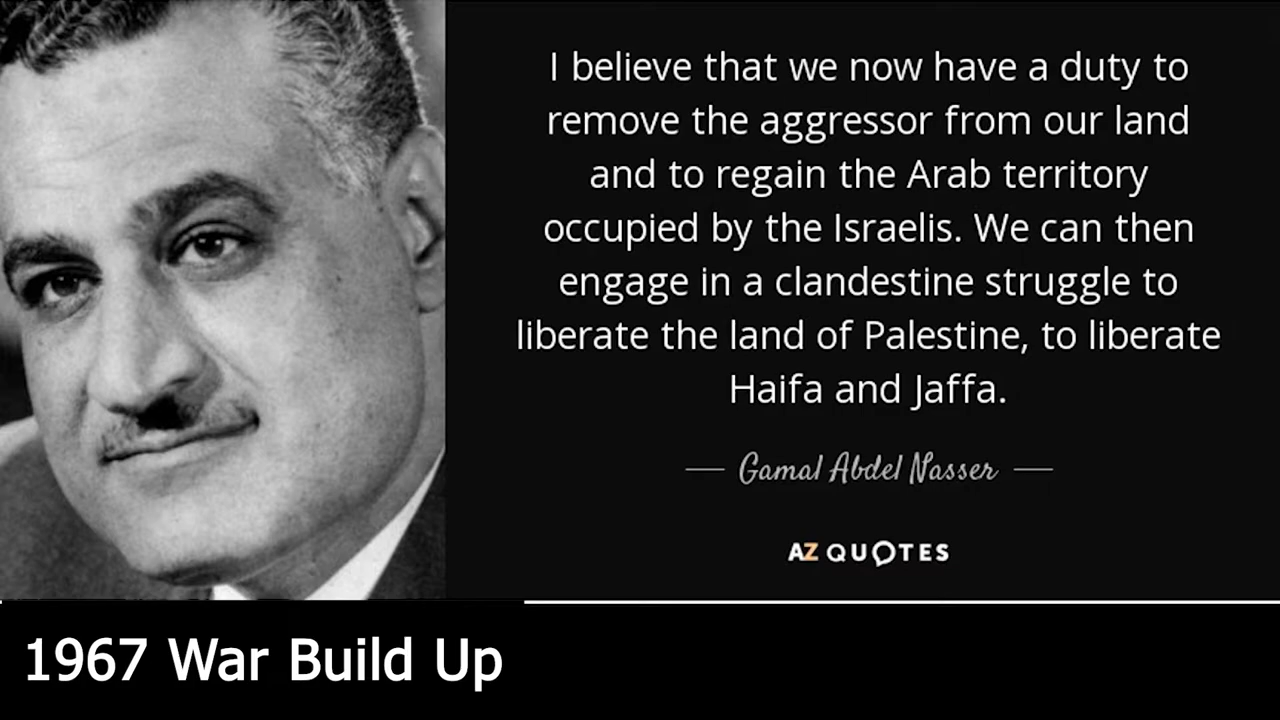 I believe that we now have a duty to
remove the aggressor from our land
and to regain the Arab territory
occupied by the Israelis. We can then
engage in a clandestine struggle to
liberate the land of Palestine, to liberate
Haifa and Jaffa.
Gamal Abdel Nasser
AZ QUOTES
1967 War Build Up